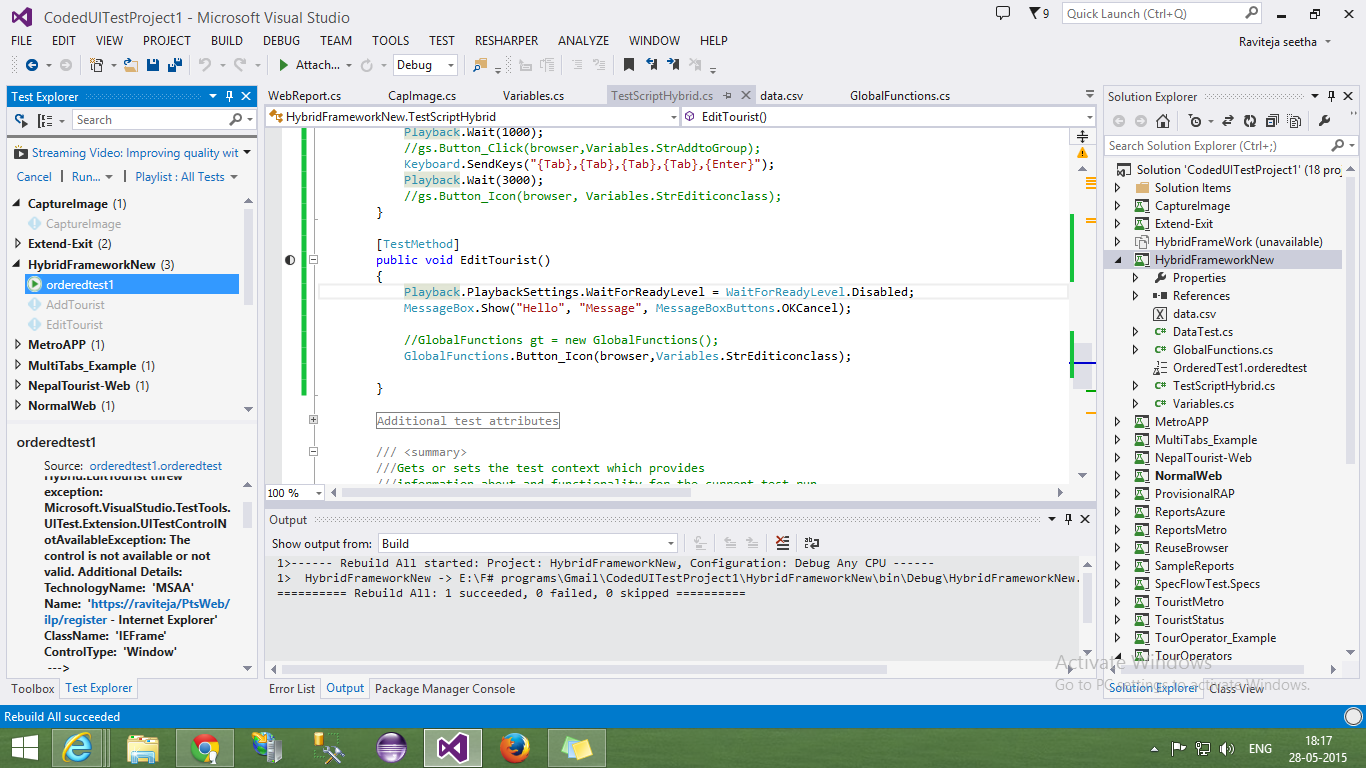 CodedUITestProject1 - Microsoft Visual Studio
9
Quick Launch (Ctrl+Q)
FILE EDIT VIEW PROJECT BUILD DEBUG TEAM TOOLS TEST RESHARPER ANALYZE WINDOW HELP
Raviteja seetha
Attach...
Debug
Test Explorer
Search
Streaming Video: Improving quality wit
Cancel | Run... | Playlist : All Tests
CaptureImage (1)
CaptureImage
Extend-Exit (2)
HybridFrameworkNew (3)
orderedtest1
AddTourist
EditTourist
MetroAPP (1)
MultiTabs_Example (1)
NepalTourist-Web (1)
NormalWeb (1)
orderedtest1
Source: orderedtest1.orderedtest
Hybrid.EditTourist threw
exception:
Microsoft.VisualStudio.TestTools.
UITest.Extension.UITestControlN
otAvailableException: The
control is not available or not
valid. Additional Details:
TechnologyName: 'MSAA'
Name: 'https://raviteja/PtsWeb/
ilp/register - Internet Explorer'
ClassName: 'IEFrame'
ControlType: 'Window'
--->
Toolbox
Test Explorer
WebReport.cs CapImage.cs Variables.cs TestScriptHybrid.cs data.csv GlobalFunctions.cs
HybridFrameworkNew.TestScriptHybrid
EditTourist()
Playback.Wait(1000);
//gs.Button_Click(browser,Variables.StrAddtoGroup);
Keyboard.SendKeys("{Tab},{Tab},{Tab},{Tab},{Enter}");
Playback.Wait(3000);
//gs.Button_Icon(browser, Variables.StrEditiconclass);
}
[TestMethod]
public void EditTourist()
{
Playback.PlaybackSettings.WaitForReadyLevel = WaitForReadyLevel.Disabled;
MessageBox.Show("Hello", "Message", MessageBoxButtons.OKCancel);
//GlobalFunctions gt = new GlobalFunctions();
GlobalFunctions.Button_Icon(browser,Variables.StrEditiconclass);
}
Additional test attributes
/// <summary>
///Gets or sets the test context which provides
///information about and functionality for the current test run
100 %
Output
Show output from: Build
1>------ Rebuild All started: Project: HybridFrameworkNew, Configuration: Debug Any CPU ------
1> HybridFrameworkNew -> E:\F# programs\Gmail\CodedUITestProject1\HybridFrameworkNew\bin\Debug\HybridFrameworkNew.
========== Rebuild All: 1 succeeded, 0 failed, 0 skipped ==========
Error List
Output
Package Manager Console
Solution Explorer
Search Solution Explorer (Ctrl+;)
Solution 'CodedUITestProject1' (18 proj
Solution Items
CaptureImage
Extend-Exit
HybridFrameWork (unavailable)
HybridFrameworkNew
Properties
References
data.csv
DataTest.cs
GlobalFunctions.cs
OrderedTest1.orderedtest
TestScriptHybrid.cs
Variables.cs
MetroAPP
MultiTabs_Example
NepalTourist-Web
NormalWeb
ProvisionalRAP
ReportsAzure
ReportsMetro
ReuseBrowser
SampleReports
SpecFlowTest.Specs
TouristMetro
TouristStatus
TourOperator_Example
TourOperators
Activate Windows
Go to PC settings to activate Windows.
Solution Explorer
Class View
Rebuild All succeeded
ENG
18:17
28-05-2015